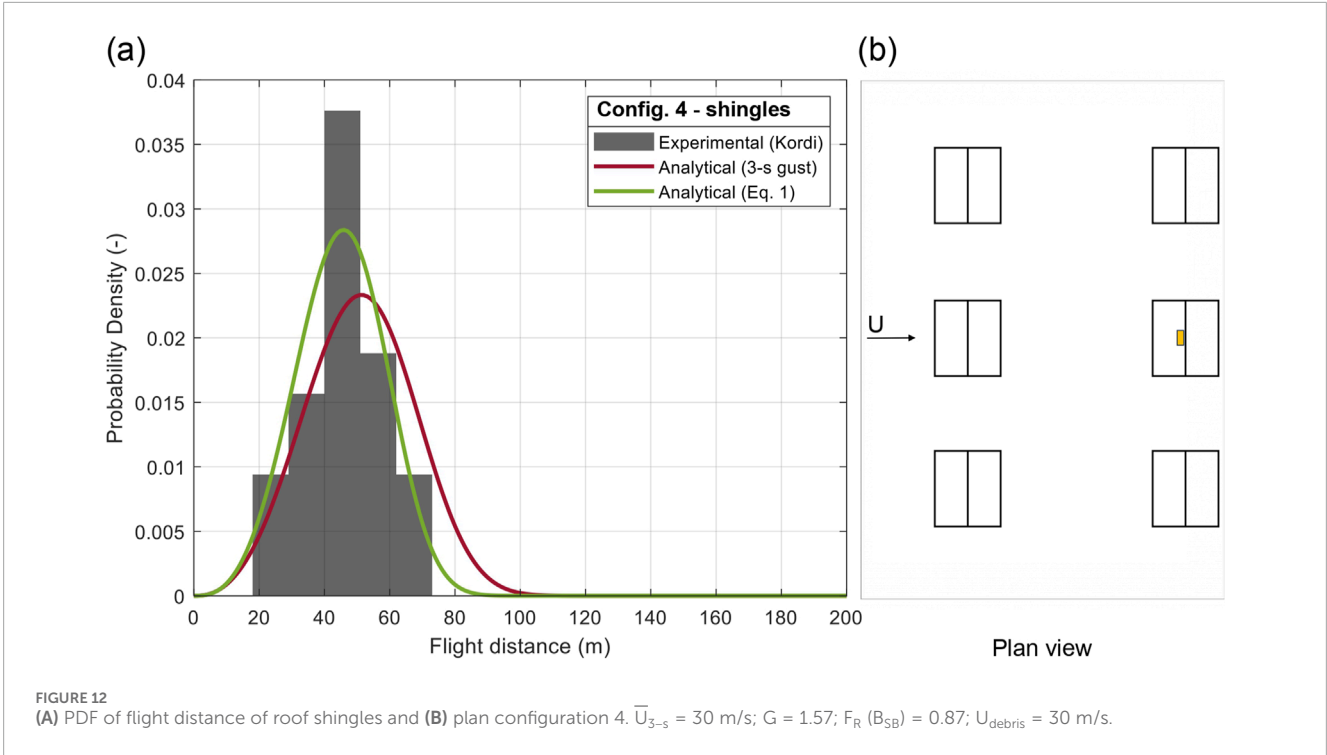 (a)
0.04
0.035
0.03
0.025
0.02
0.015
0.01
0.005
0
Probability Density (-)
0 20 40 60 80 100 120 140 160 180 200
Flight distance (m)
Config. 4 - shingles
Experimental (Kordi)
Analytical (3-s gust)
Analytical (Eq. 1)
(b)
U
Plan view
FIGURE 12
(A) PDF of flight distance of roof shingles and (B) plan configuration 4. U̅₃₋ₛ = 30 m/s; G = 1.57; F_R (B_SB) = 0.87; U_debris = 30 m/s.